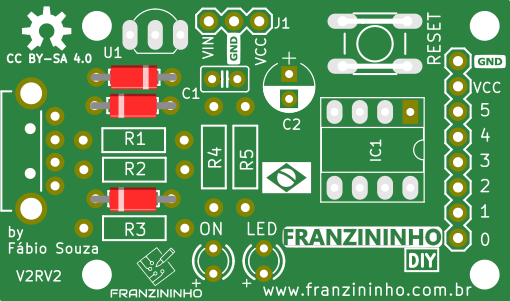 CC BY-SA 4.0
U1
VIN
GND
VCC
J1
RESET
GND
VCC
5
4
3
2
1
0
C1
C2
R1
R2
R3
R4
R5
IC1
by
Fábio Souza
V2RV2
FRANZININHO
ON
LED
+
+
+
FRANZININHO
DIY
www.franzininho.com.br